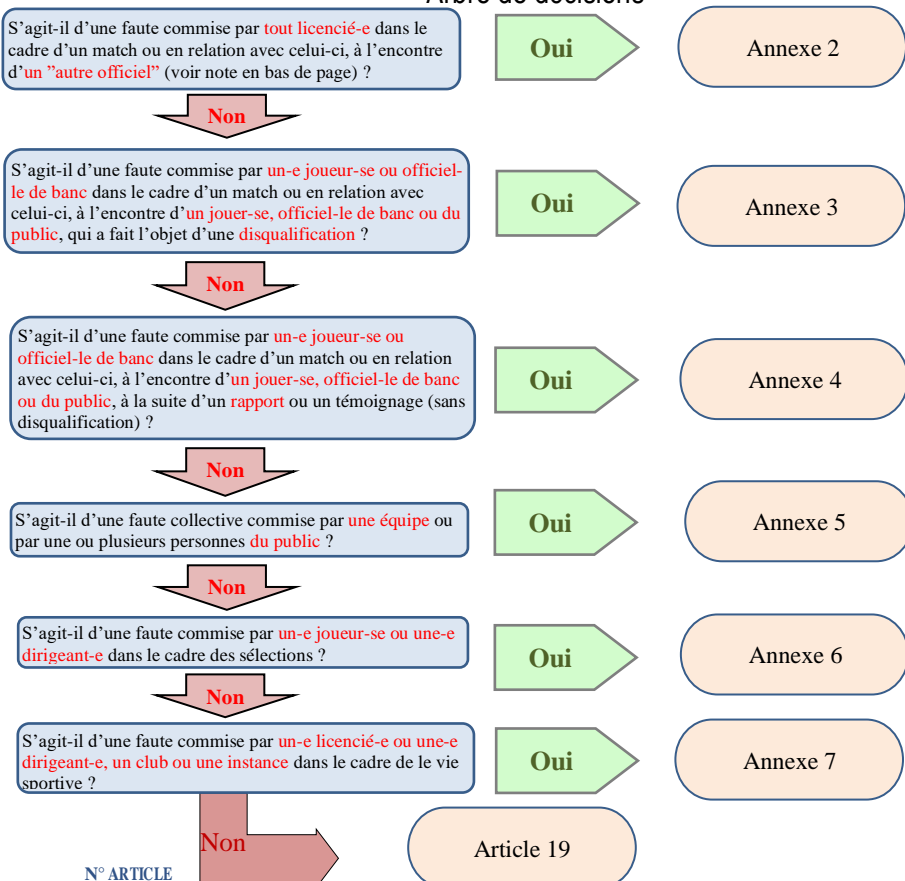 Arbre de décisions
S'agit-il d'une faute commise par tout licencié-e dans le
cadre d'un match ou en relation avec celui-ci, à l'encontre
d'un "autre officiel" (voir note en bas de page) ?
Oui
Annexe 2
Non
S'agit-il d'une faute commise par un-e joueur-se ou officiel-
le de banc dans le cadre d'un match ou en relation avec
celui-ci, à l'encontre d'un jouer-se, officiel-le de banc ou du
public, qui a fait l'objet d'une disqualification ?
Oui
Annexe 3
Non
S'agit-il d'une faute commise par un-e joueur-se ou
officiel-le de banc dans le cadre d'un match ou en relation
avec celui-ci, à l'encontre d'un jouer-se, officiel-le de banc
ou du public, à la suite d'un rapport ou un témoignage (sans
disqualification) ?
Oui
Annexe 4
Non
S'agit-il d'une faute collective commise par une équipe ou
par une ou plusieurs personnes du public ?
Oui
Annexe 5
Non
S'agit-il d'une faute commise par un-e joueur-se ou une-e
dirigeant-e dans le cadre des sélections ?
Oui
Annexe 6
Non
S'agit-il d'une faute commise par un-e licencié-e ou une-e
dirigeant-e, un club ou une instance dans le cadre de le vie
sportive ?
Oui
Annexe 7
Non
Article 19
N° ARTICLE